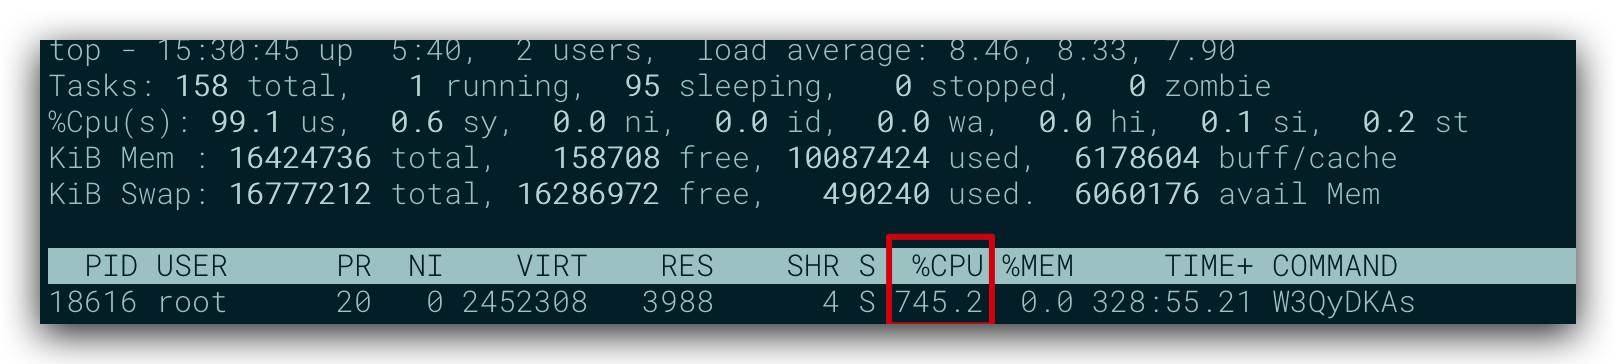 top - 15:30:45 up  5:40,  2 users,  load average: 8.46, 8.33, 7.90
Tasks: 158 total,   1 running,  95 sleeping,   0 stopped,   0 zombie
%Cpu(s): 99.1 us,  0.6 sy,  0.0 ni,  0.0 id,  0.0 wa,  0.0 hi,  0.1 si,  0.2 st
KiB Mem : 16424736 total,   158708 free, 10087424 used,  6178604 buff/cache
KiB Swap: 16777212 total, 16286972 free,   490240 used.  6060176 avail Mem
  PID USER      PR  NI    VIRT    RES    SHR S  %CPU %MEM     TIME+ COMMAND
18616 root      20   0 2452308   3988      4 S 745.2  0.0 328:55.21 W3QyDKAs